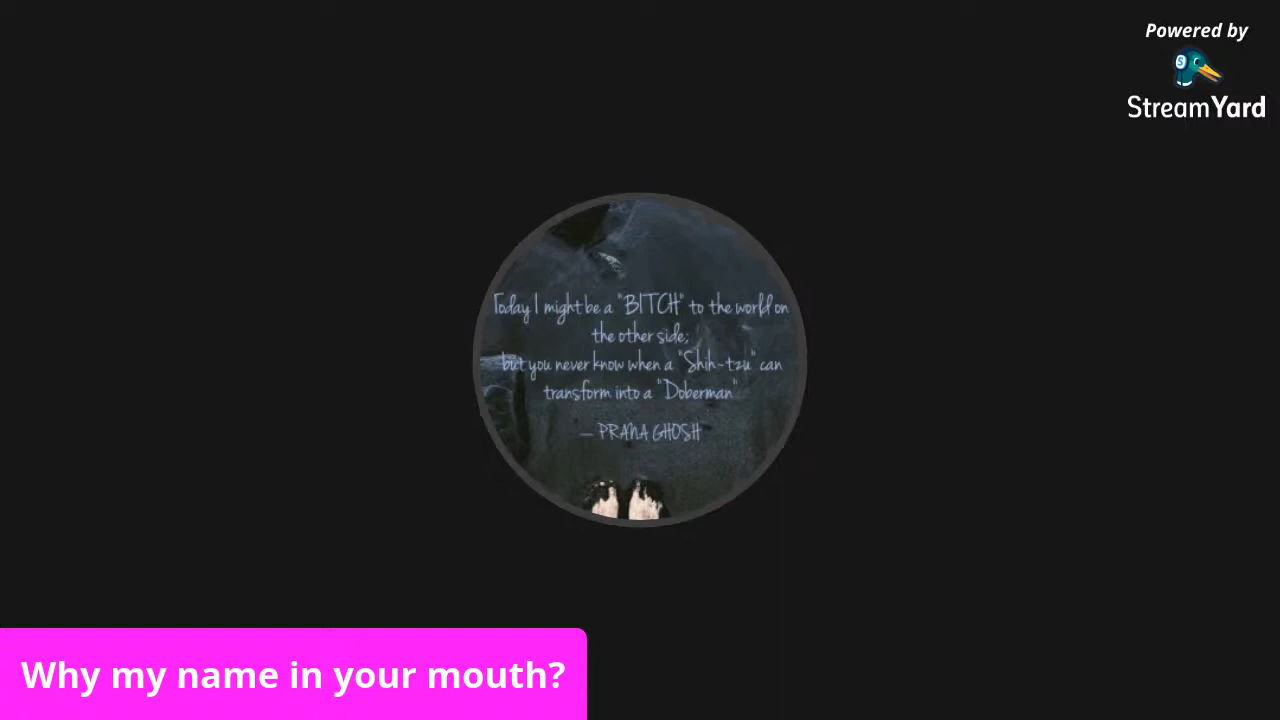 Powered by
StreamYard
Today I might be a "BITCH" to the world on
the other side;
but you never know when a "Shih-tzu" can
transform into a "Doberman"
— PRANA GHOSH
Why my name in your mouth?